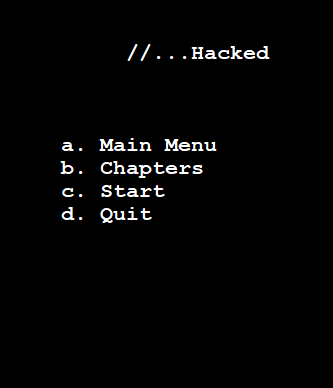 //...Hacked
a. Main Menu
b. Chapters
c. Start
d. Quit